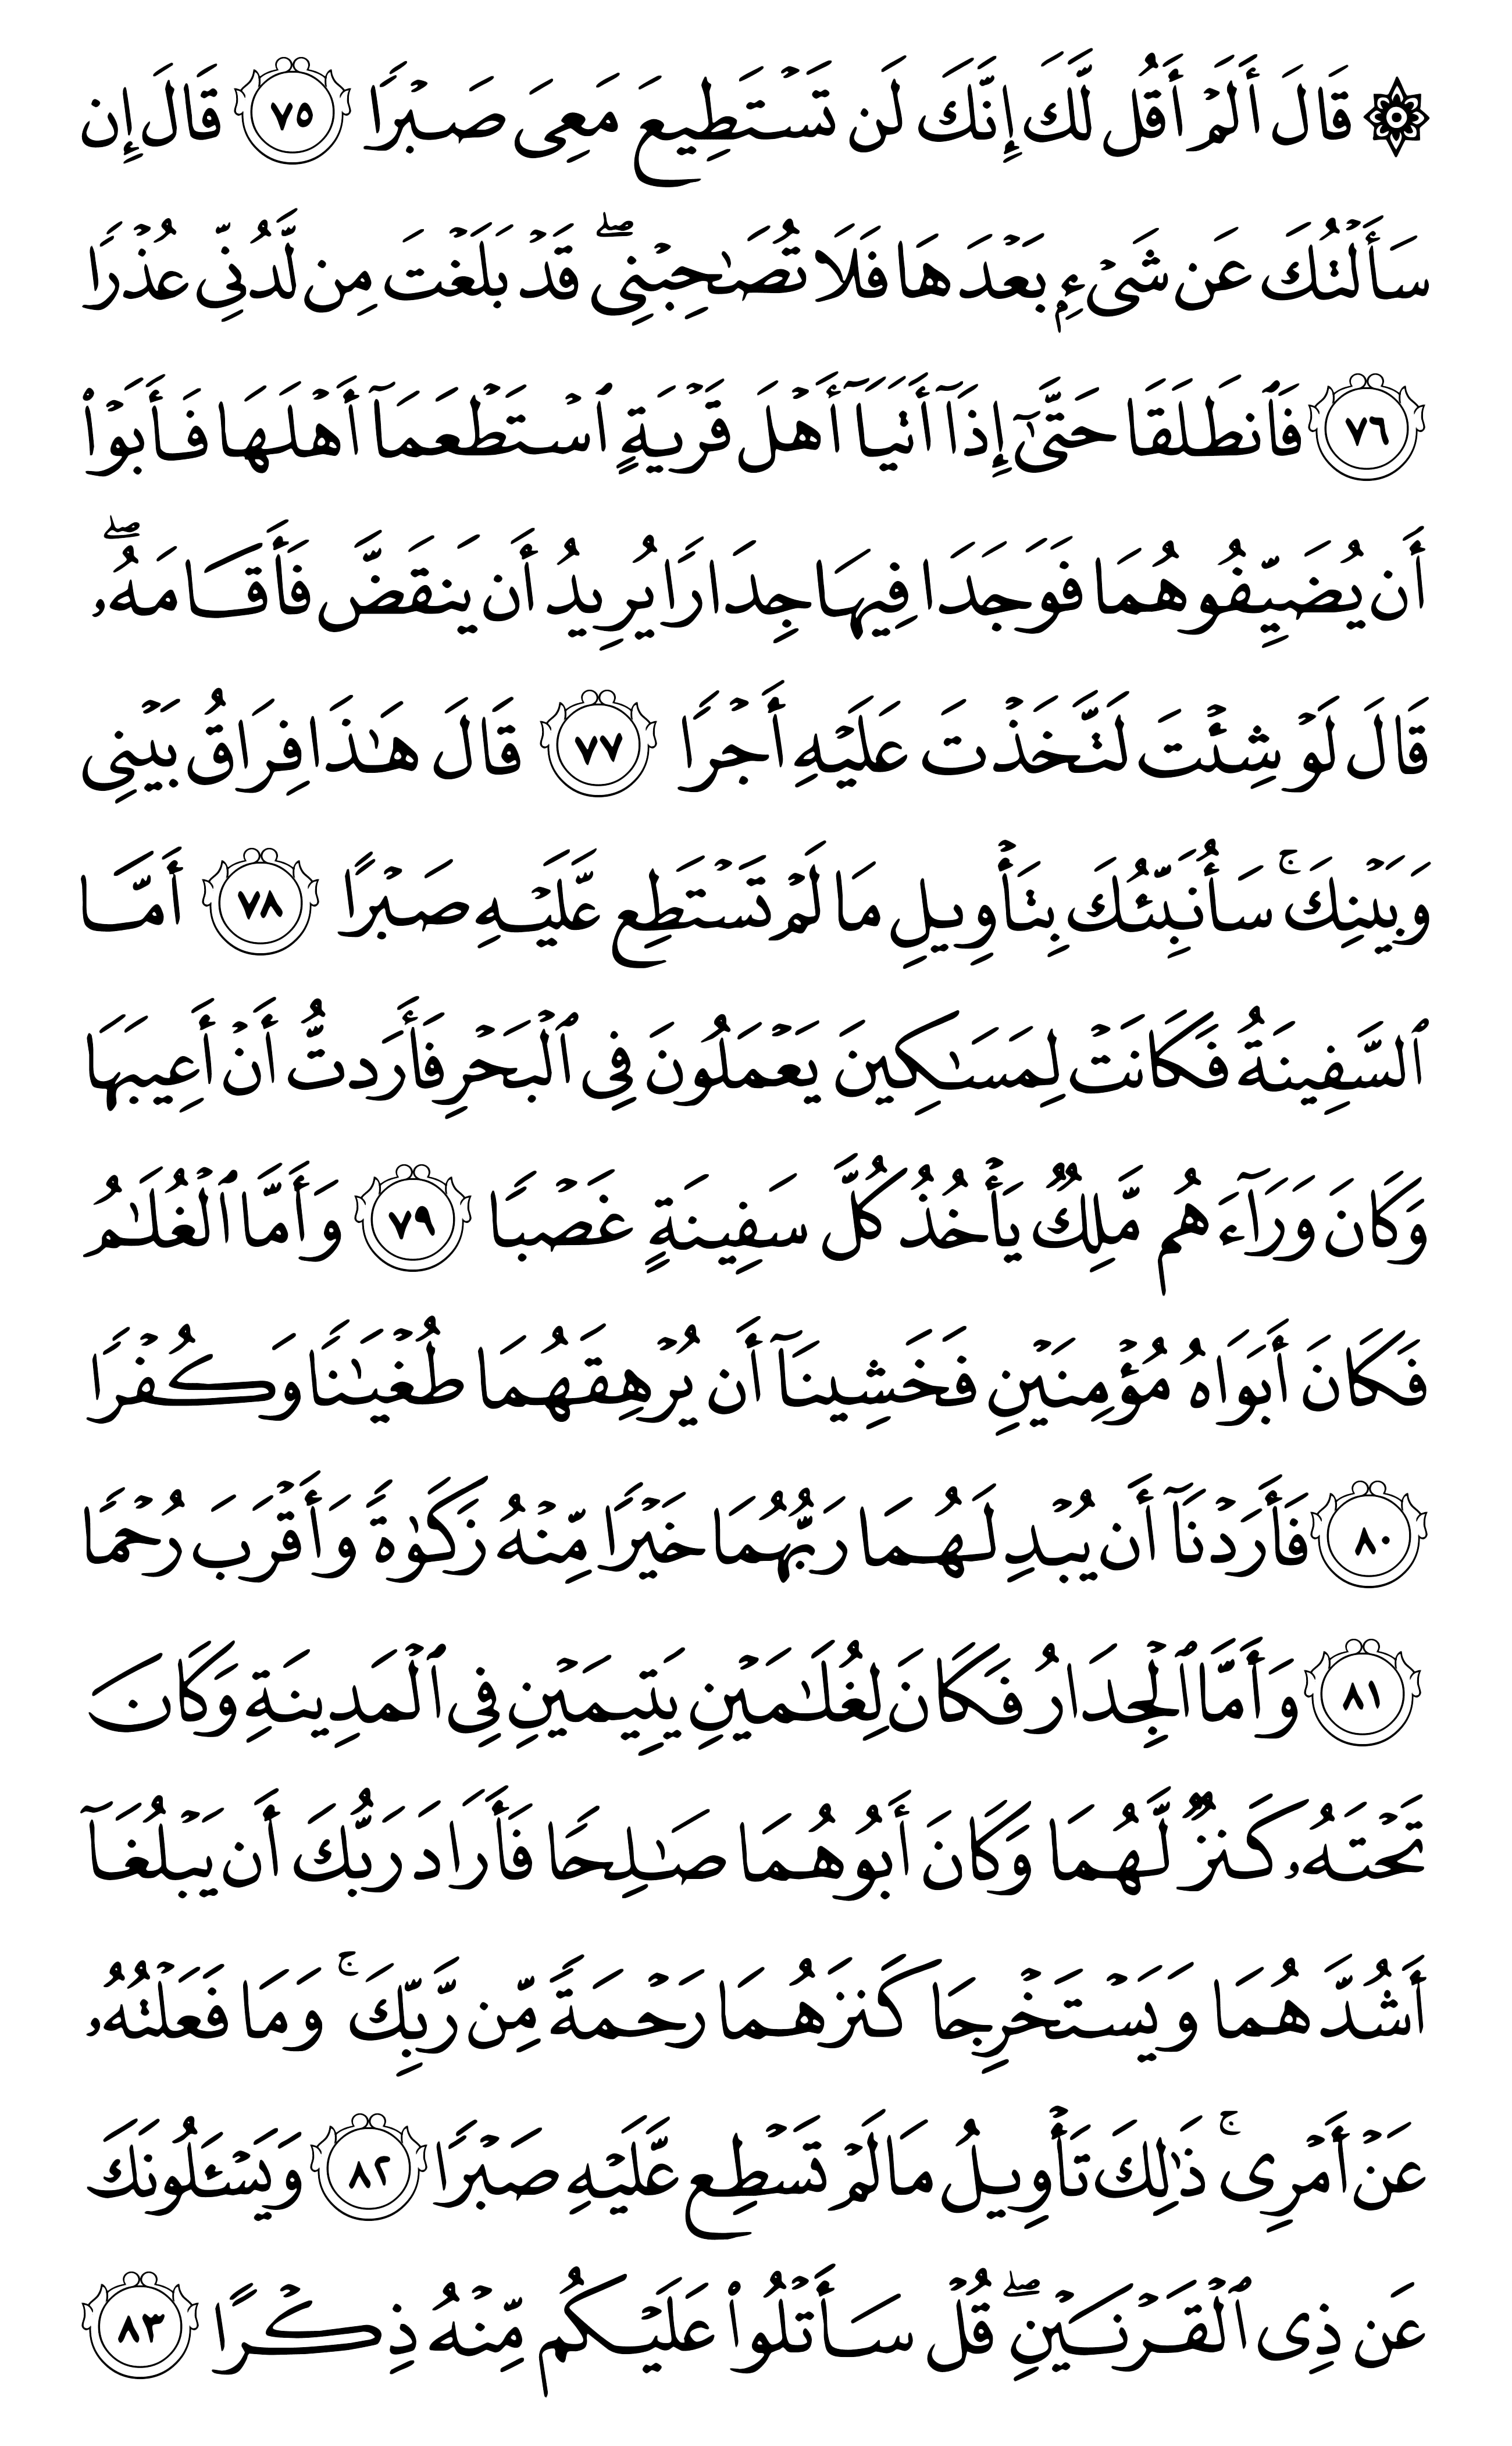 ۞ قَالَ أَلَمۡ أَقُل لَّكَ إِنَّكَ لَن تَسۡتَطِيعَ مَعِيَ صَبۡرٗا ٧٥ قَالَ إِن
سَأَلۡتُكَ عَن شَيۡءِۭ بَعۡدَهَا فَلَا تُصَٰحِبۡنِيۖ قَدۡ بَلَغۡتَ مِن لَّدُنِّي عُذۡرٗا
٧٦ فَٱنطَلَقَا حَتَّىٰٓ إِذَآ أَتَيَآ أَهۡلَ قَرۡيَةٍ ٱسۡتَطۡعَمَآ أَهۡلَهَا فَأَبَوۡاْ
أَن يُضَيِّفُوهُمَا فَوَجَدَا فِيهَا جِدَارٗا يُرِيدُ أَن يَنقَضَّ فَأَقَامَهُۥۖ
قَالَ لَوۡ شِئۡتَ لَتَّخَذۡتَ عَلَيۡهِ أَجۡرٗا ٧٧ قَالَ هَٰذَا فِرَاقُ بَيۡنِي
وَبَيۡنِكَۚ سَأُنَبِّئُكَ بِتَأۡوِيلِ مَا لَمۡ تَسۡتَطِع عَّلَيۡهِ صَبۡرًا ٧٨ أَمَّا
ٱلسَّفِينَةُ فَكَانَتۡ لِمَسَٰكِينَ يَعۡمَلُونَ فِي ٱلۡبَحۡرِ فَأَرَدتُّ أَنۡ أَعِيبَهَا
وَكَانَ وَرَآءَهُم مَّلِكٞ يَأۡخُذُ كُلَّ سَفِينَةٍ غَصۡبٗا ٧٩ وَأَمَّا ٱلۡغُلَٰمُ
فَكَانَ أَبَوَاهُ مُؤۡمِنَيۡنِ فَخَشِينَآ أَن يُرۡهِقَهُمَا طُغۡيَٰنٗا وَكُفۡرٗا
٨٠ فَأَرَدۡنَآ أَن يُبۡدِلَهُمَا رَبُّهُمَا خَيۡرٗا مِّنۡهُ زَكَوٰةٗ وَأَقۡرَبَ رُحۡمٗا
٨١ وَأَمَّا ٱلۡجِدَارُ فَكَانَ لِغُلَٰمَيۡنِ يَتِيمَيۡنِ فِي ٱلۡمَدِينَةِ وَكَانَ
تَحۡتَهُۥ كَنزٞ لَّهُمَا وَكَانَ أَبُوهُمَا صَٰلِحٗا فَأَرَادَ رَبُّكَ أَن يَبۡلُغَآ
أَشُدَّهُمَا وَيَسۡتَخۡرِجَا كَنزَهُمَا رَحۡمَةٗ مِّن رَّبِّكَۚ وَمَا فَعَلۡتُهُۥ
عَنۡ أَمۡرِيۚ ذَٰلِكَ تَأۡوِيلُ مَا لَمۡ تَسۡطِع عَّلَيۡهِ صَبۡرٗا ٨٢ وَيَسۡـَٔلُونَكَ
عَن ذِي ٱلۡقَرۡنَيۡنِۖ قُلۡ سَأَتۡلُواْ عَلَيۡكُم مِّنۡهُ ذِكۡرًا ٨٣